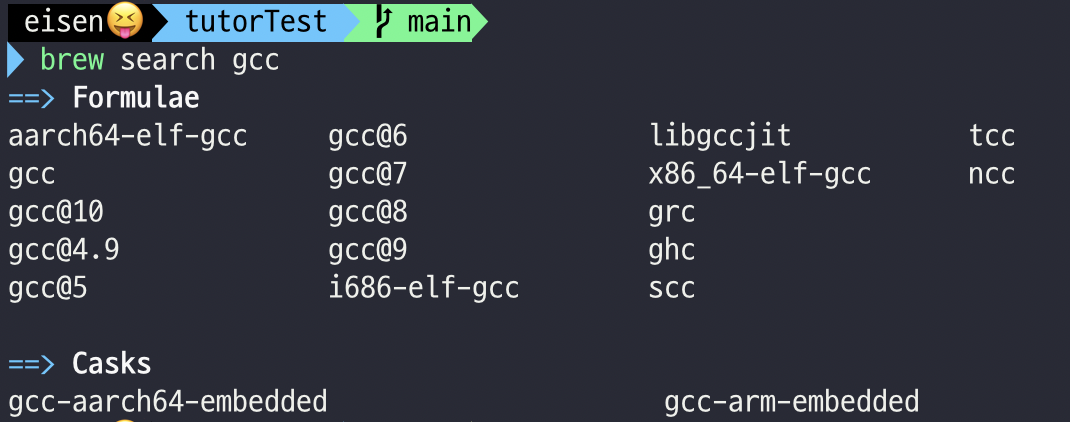 eisen😝 tutorTest main
brew search gcc
==> Formulae
aarch64-elf-gcc gcc@6 libgccjit tcc
gcc gcc@7 x86_64-elf-gcc ncc
gcc@10 gcc@8 grc
gcc@4.9 gcc@9 ghc
gcc@5 i686-elf-gcc scc
==> Casks
gcc-aarch64-embedded gcc-arm-embedded